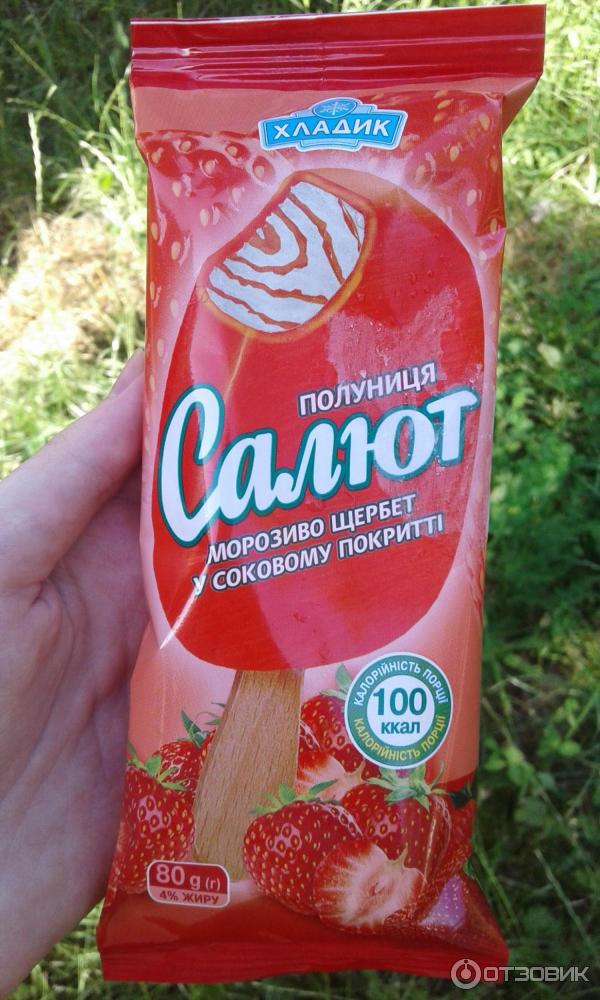 ХЛАДИК
ПОЛУНИЦЯ
Салют
МОРОЗИВО ЩЕРБЕТ
У СОКОВОМУ ПОКРИТТІ
КАЛОРІЙНІСТЬ ПОРЦІЇ
100
ккал
КАЛОРІЙНІСТЬ ПОРЦІЇ
80 g (г)
4% ЖИРУ
ОТЗОВИК